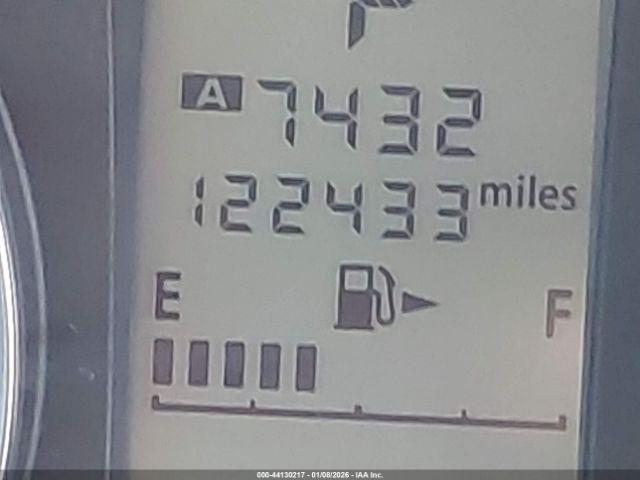 A 7432
122433 miles
E F
000-44130217 - 01/08/2026 - IAA Inc.